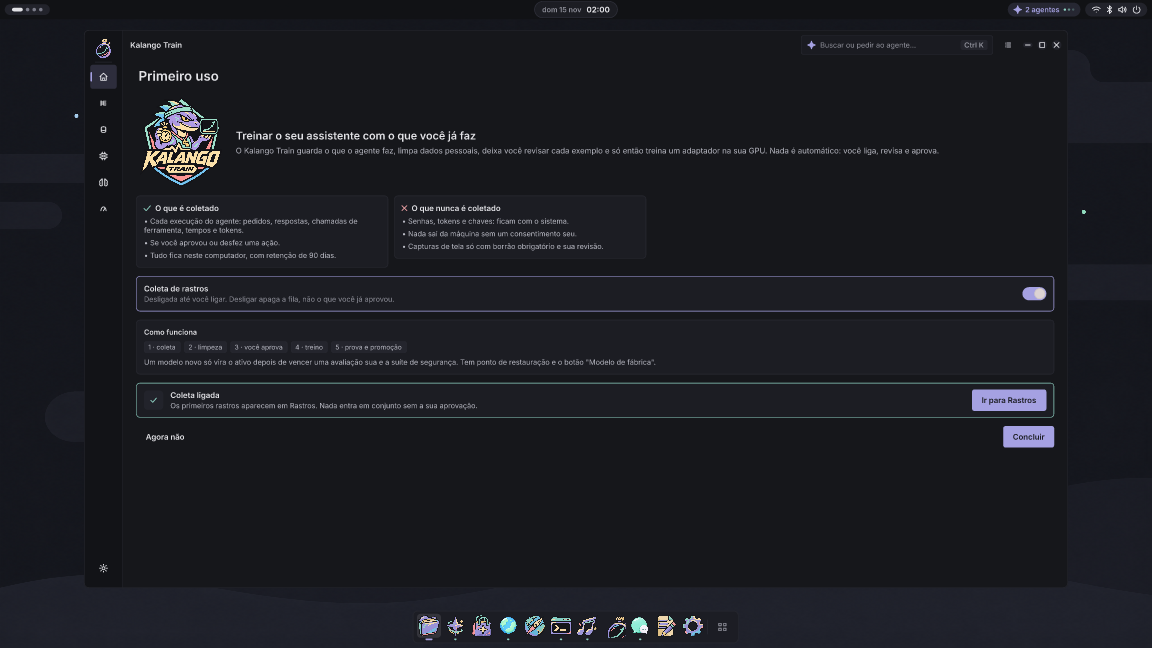 dom 15 nov 02:00
2 agentes
Kalango Train
Buscar ou pedir ao agente... Ctrl K
Primeiro uso
KALANGO
TRAIN
Treinar o seu assistente com o que você já faz
O Kalango Train guarda o que o agente faz, limpa dados pessoais, deixa você revisar cada exemplo e só então treina um adaptador na sua GPU. Nada é automático: você liga, revisa e aprova.
O que é coletado
• Cada execução do agente: pedidos, respostas, chamadas de
ferramenta, tempos e tokens.
• Se você aprovou ou desfez uma ação.
• Tudo fica neste computador, com retenção de 90 dias.
O que nunca é coletado
• Senhas, tokens e chaves: ficam com o sistema.
• Nada sai da máquina sem um consentimento seu.
• Capturas de tela só com borrão obrigatório e sua revisão.
Coleta de rastros
Desligada até você ligar. Desligar apaga a fila, não o que você já aprovou.
Como funciona
1 · coleta 2 · limpeza 3 · você aprova 4 · treino 5 · prova e promoção
Um modelo novo só vira o ativo depois de vencer uma avaliação sua e a suíte de segurança. Tem ponto de restauração e o botão "Modelo de fábrica".
Coleta ligada
Os primeiros rastros aparecem em Rastros. Nada entra em conjunto sem a sua aprovação.
Ir para Rastros
Agora não
Concluir